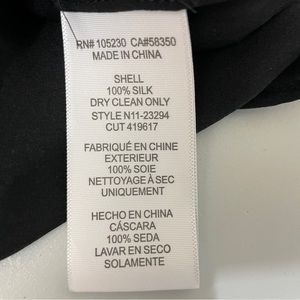 RN# 105230 CA#58350
MADE IN CHINA
SHELL
100% SILK
DRY CLEAN ONLY
STYLE N11-23294
CUT 419617
FABRIQUÉ EN CHINE
EXTERIEUR
100% SOIE
NETTOYAGE À SEC
UNIQUEMENT
HECHO EN CHINA
CÁSCARA
100% SEDA
LAVAR EN SECO
SOLAMENTE